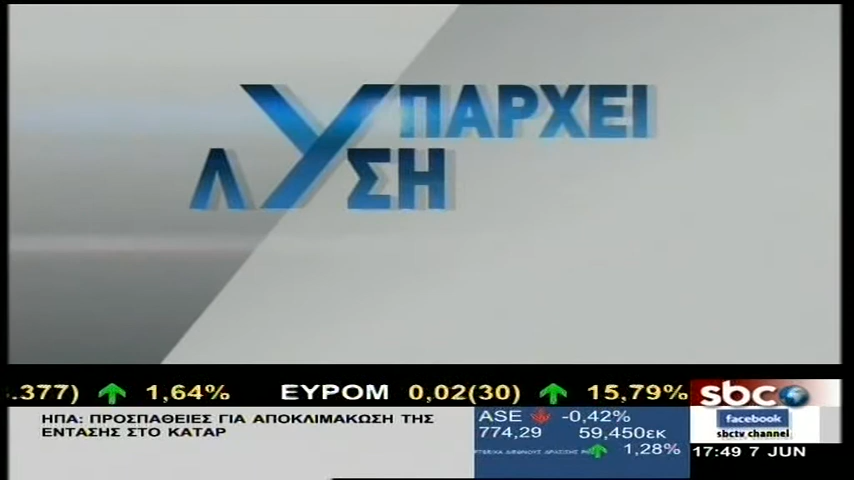 ΥΠΑΡΧΕΙ
ΛΥΣΗ
.377) 1,64% ΕΥΡΟΜ 0,02(30) 15,79%
sbc
ΗΠΑ: ΠΡΟΣΠΑΘΕΙΕΣ ΓΙΑ ΑΠΟΚΛΙΜΑΚΩΣΗ ΤΗΣ
ΕΝΤΑΣΗΣ ΣΤΟ ΚΑΤΑΡ
ASE -0,42%
774,29 59,450εκ
1,28%
facebook
sbctv channel
17:49 7 JUN